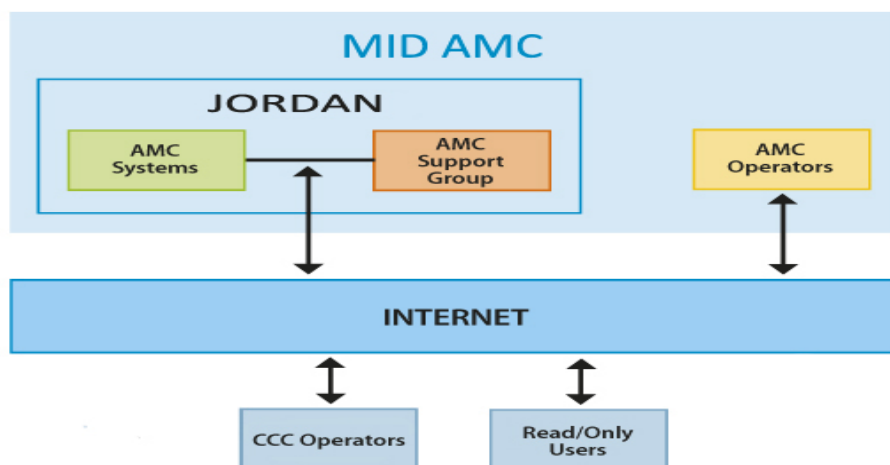 MID AMC
JORDAN
AMC
Systems
AMC
Support
Group
AMC
Operators
INTERNET
CCC Operators
Read/Only
Users